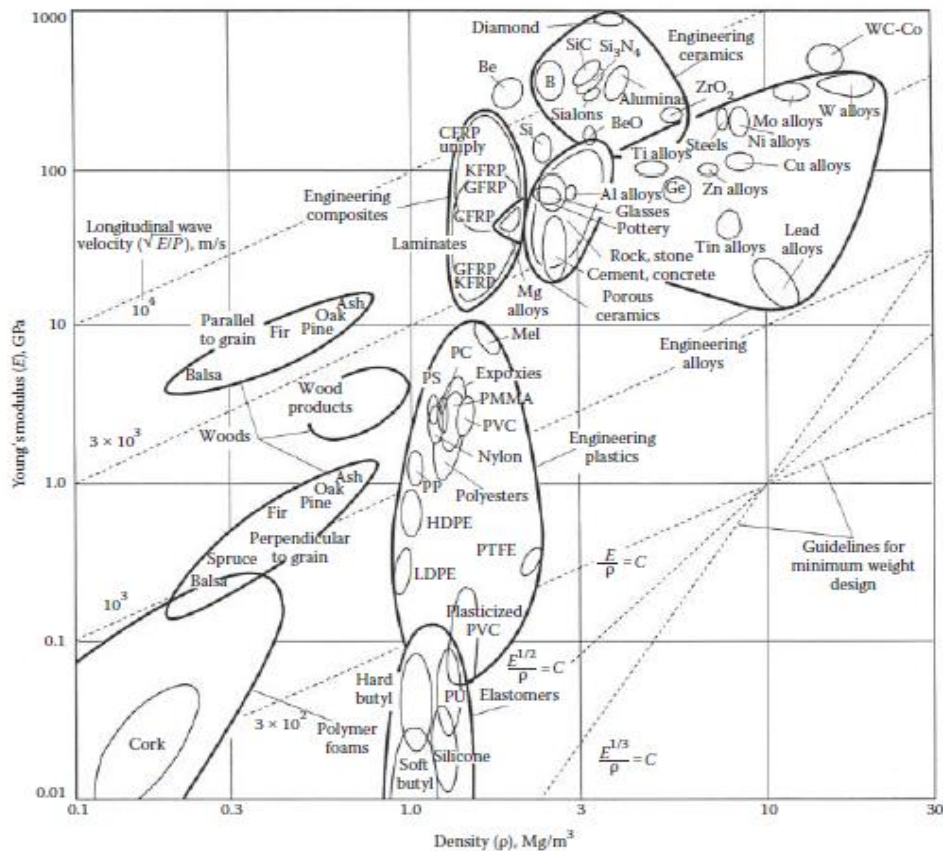 1000
Diamond
Engineering
ceramics
WC-Co
SiC
Si3N4
Be
B
Sialons
Aluminas
ZrO2
Mo alloys
W alloys
CFRP
uniply
Si
BeO
Steels
Ni alloys
Ti alloys
Cu alloys
100
KFRP
GFRP
Al alloys
Ge
Zn alloys
Engineering
composites
Glasses
CFRP
Pottery
Longitudinal wave
velocity (√E/P), m/s
Laminates
Rock, stone
Tin alloys
Lead
alloys
GFRP
KFRP
Cement, concrete
Mg
alloys
Porous
ceramics
10^4
Parallel
to grain
Ash
Oak
Fir
Pine
10
Mel
Engineering
alloys
Balsa
PC
PS
Expoxies
Wood
products
PMMA
PVC
3 × 10^3
Woods
Nylon
Engineering
plastics
Young's modulus (E), GPa
PP
Polyesters
1.0
Ash
Oak
Pine
Fir
HDPE
Perpendicular
to grain
Spruce
PTFE
Guidelines for
minimum weight
design
Balsa
LDPE
E/ρ = C
10^3
Plasticized
PVC
0.1
E^1/2/ρ = C
Hard
butyl
PU
Elastomers
3 × 10^2
Polymer
foams
Cork
Silicone
E^1/3/ρ = C
Soft
butyl
0.01
0.1
0.3
1.0
3
10
30
Density (ρ), Mg/m^3